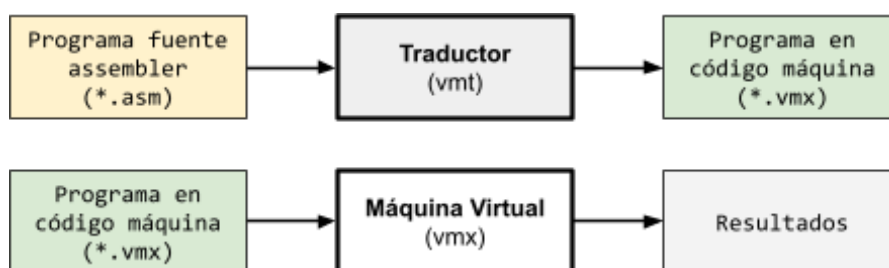 Programa fuente
assembler
(*.asm)
Traductor
(vmt)
Programa en
código máquina
(*.vmx)
Programa en
código máquina
(*.vmx)
Máquina Virtual
(vmx)
Resultados